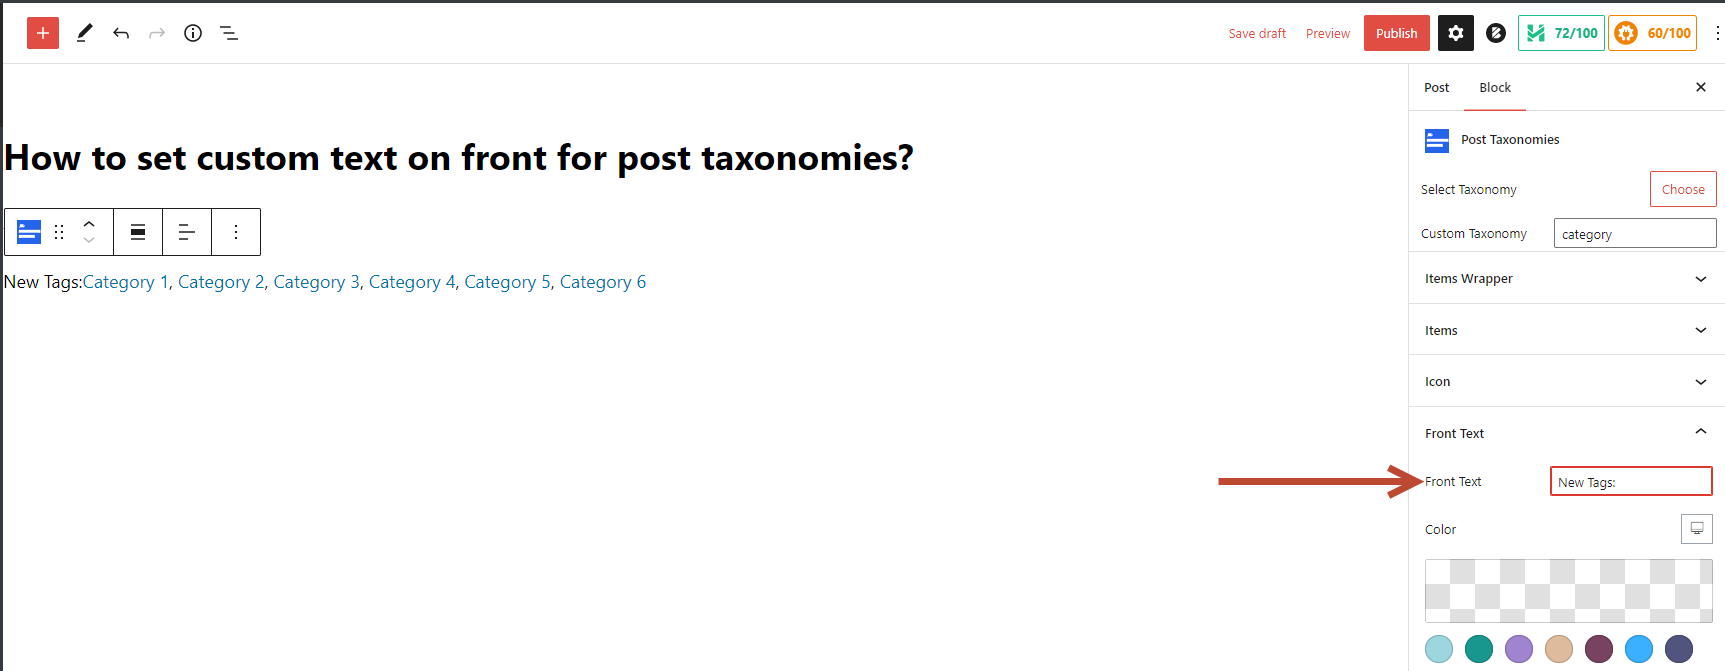 Save draft Preview Publish 72/100 60/100
Post Block
How to set custom text on front for post taxonomies?
Post Taxonomies
Select Taxonomy Choose
Custom Taxonomy category
New Tags:Category 1, Category 2, Category 3, Category 4, Category 5, Category 6
Items Wrapper
Items
Icon
Front Text
Front Text New Tags:
Color